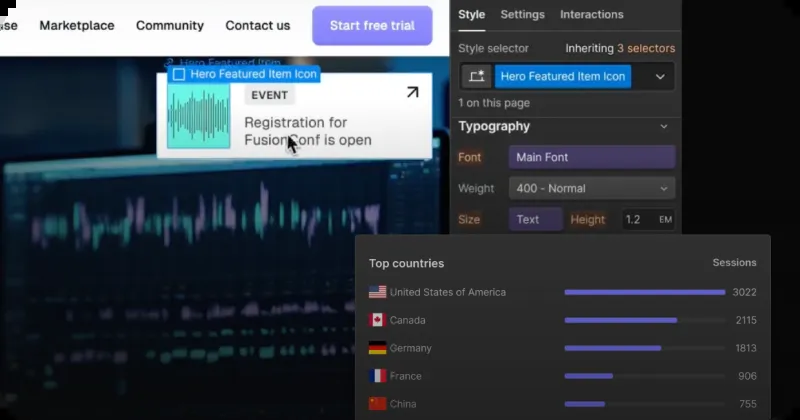 se Marketplace Community Contact us Start free trial
Hero Featured Item
Hero Featured Item Icon
EVENT
Registration for
FusionConf is open
Style Settings Interactions
Style selector Inheriting 3 selectors
Hero Featured Item Icon
1 on this page
Typography
Font Main Font
Weight 400 - Normal
Size Text Height 1.2 EM
Top countries Sessions
United States of America 3022
Canada 2115
Germany 1813
France 906
China 755